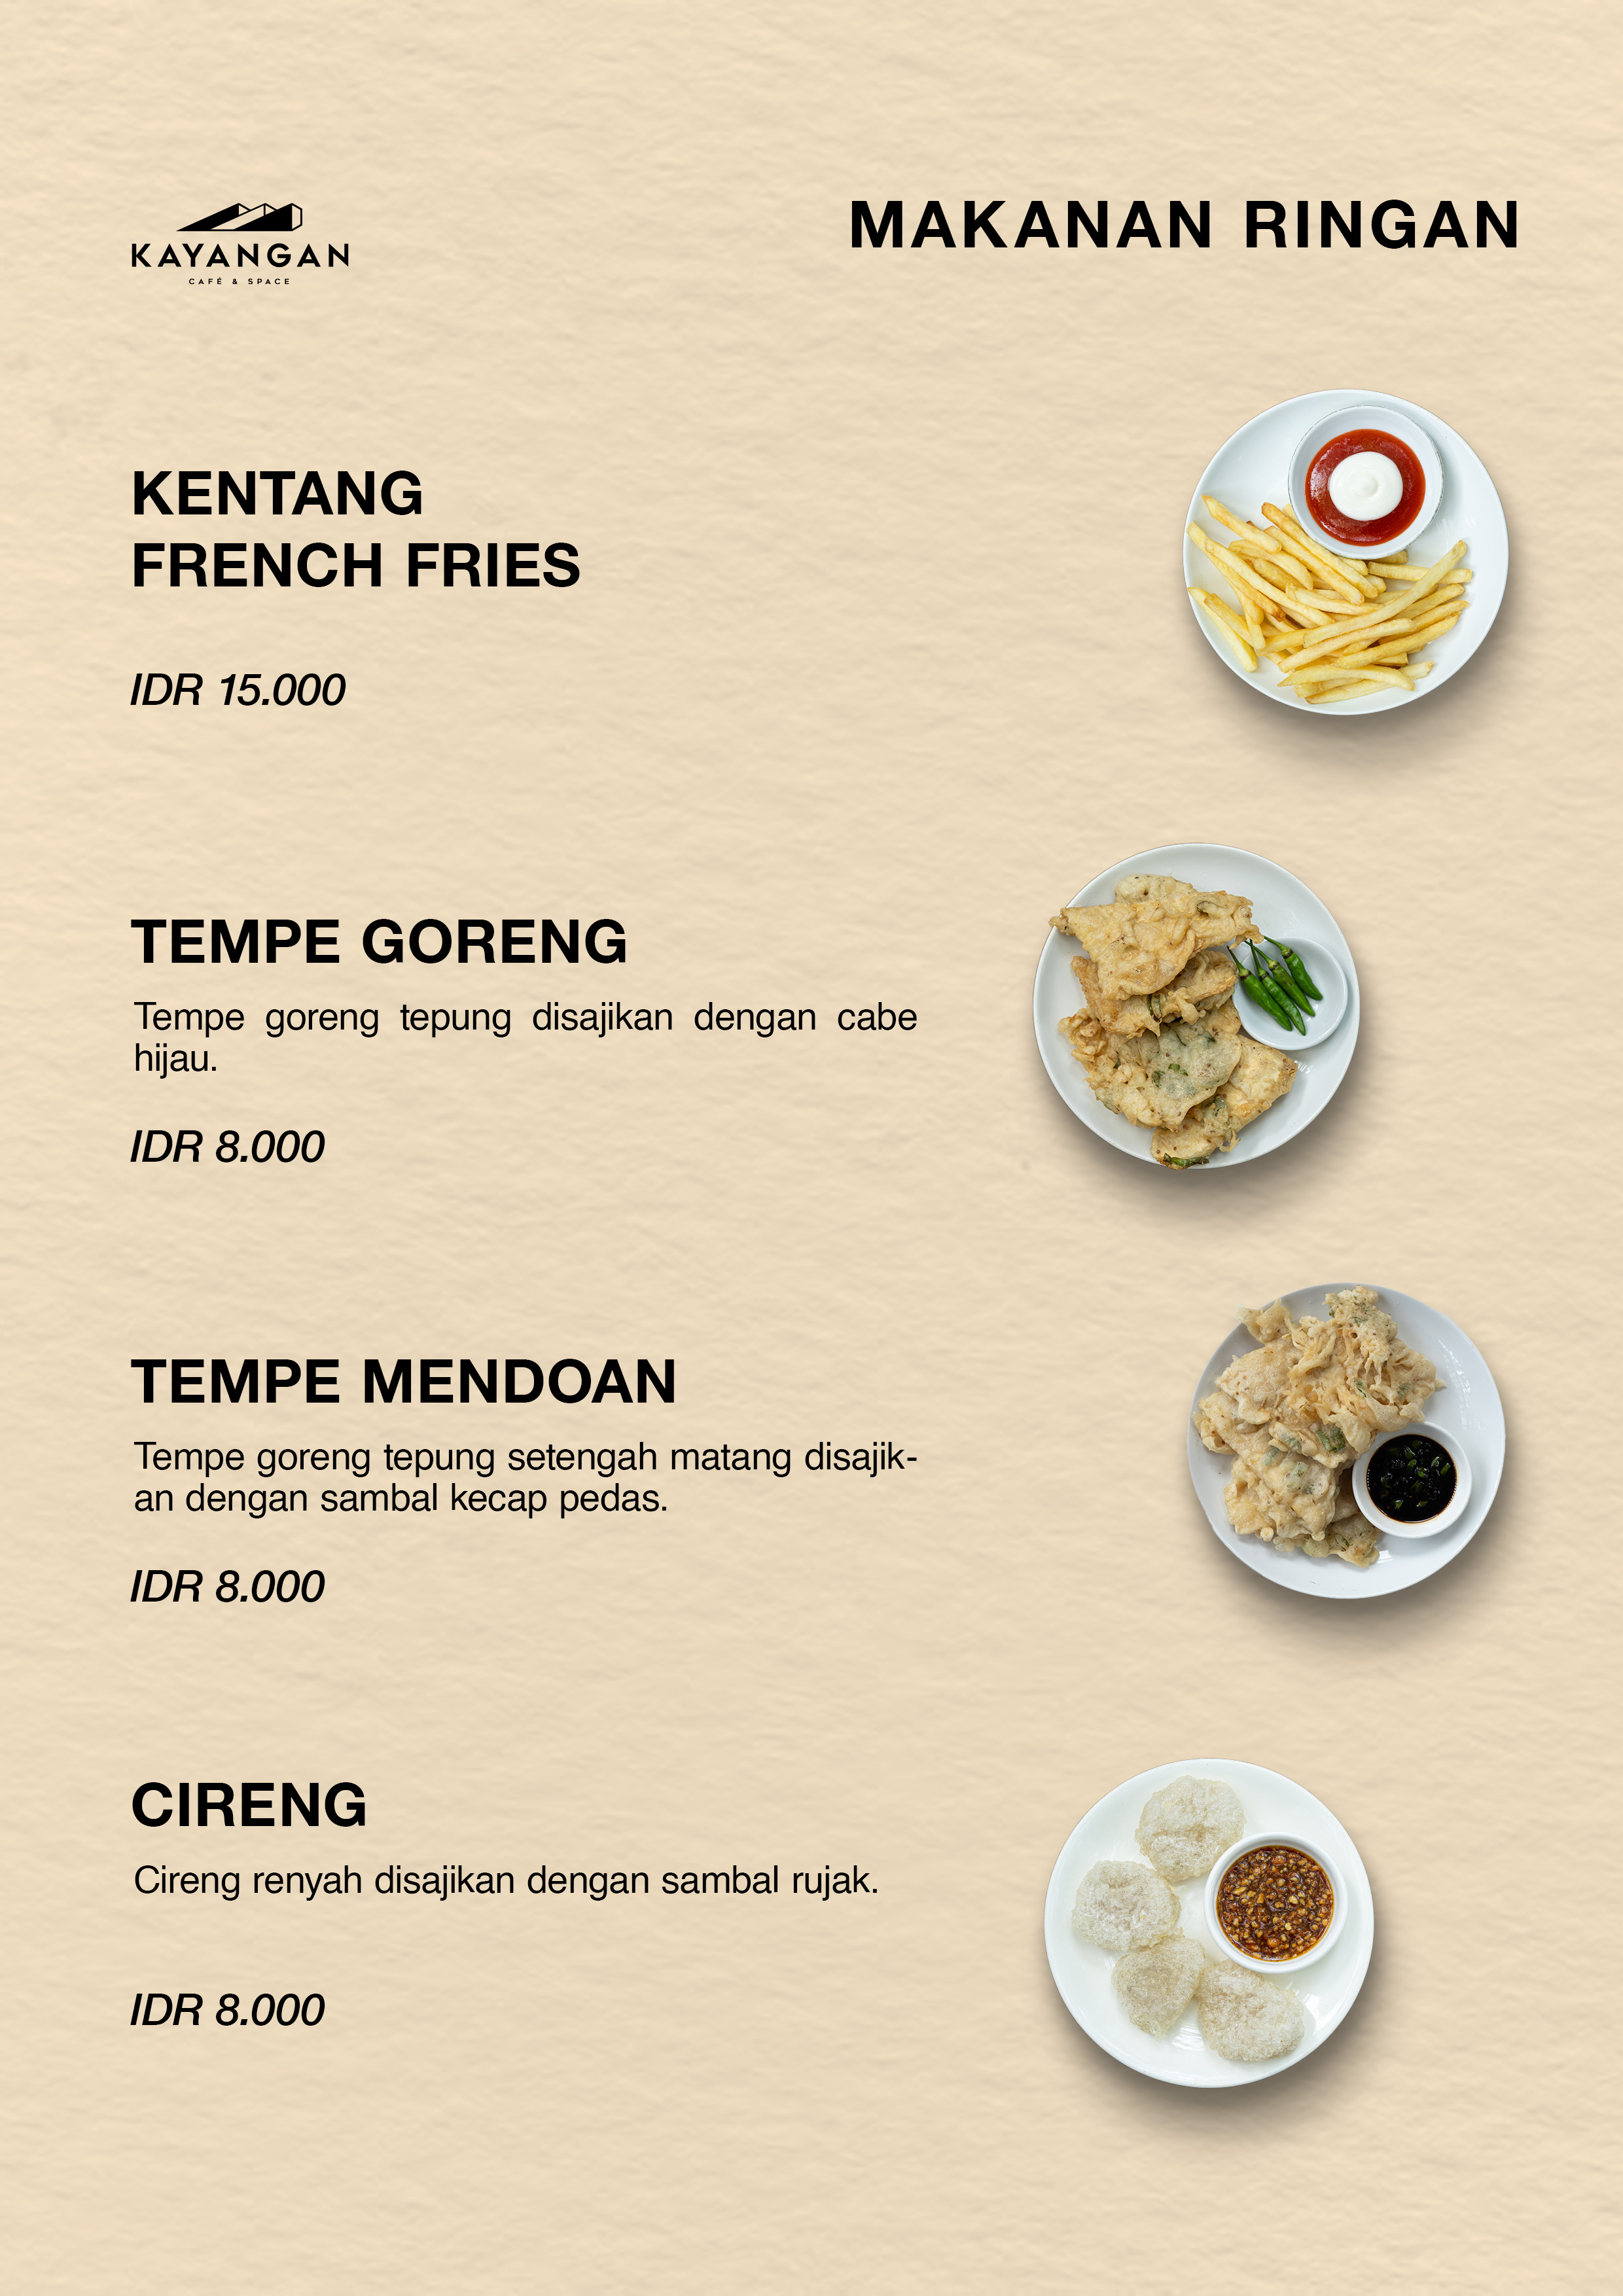 KAYANGAN
CAFÉ & SPACE
MAKANAN RINGAN
KENTANG
FRENCH FRIES
IDR 15.000
TEMPE GORENG
Tempe goreng tepung disajikan dengan cabe
hijau.
IDR 8.000
TEMPE MENDOAN
Tempe goreng tepung setengah matang disajik-
an dengan sambal kecap pedas.
IDR 8.000
CIRENG
Cireng renyah disajikan dengan sambal rujak.
IDR 8.000